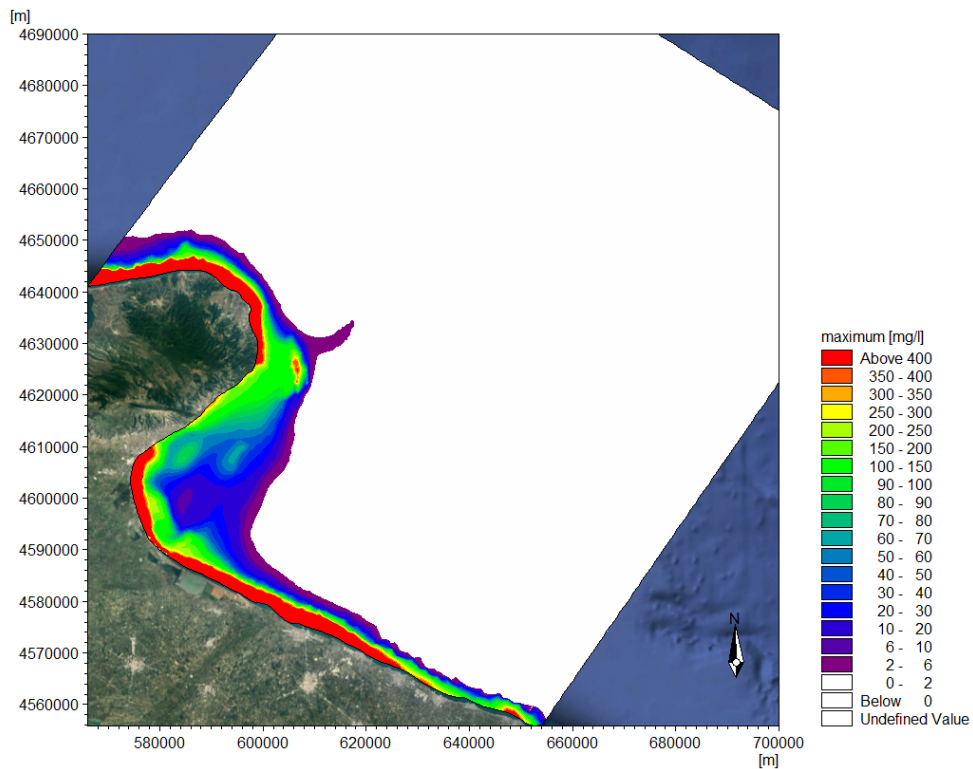 [m]
4690000
4680000
4670000
4660000
4650000
4640000
4630000
4620000
4610000
4600000
4590000
4580000
4570000
4560000
580000 600000 620000 640000 660000 680000 700000
[m]
N
maximum [mg/l]
Above 400
350 - 400
300 - 350
250 - 300
200 - 250
150 - 200
100 - 150
90 - 100
80 - 90
70 - 80
60 - 70
50 - 60
40 - 50
30 - 40
20 - 30
10 - 20
6 - 10
2 - 6
0 - 2
Below 0
Undefined Value